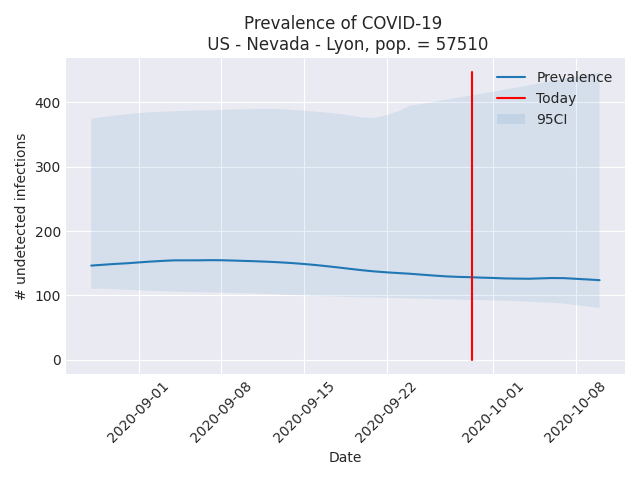 Prevalence of COVID-19
US - Nevada - Lyon, pop. = 57510
Prevalence
Today
95CI
# undetected infections
400
300
200
100
0
2020-09-01
2020-09-08
2020-09-15
2020-09-22
2020-10-01
2020-10-08
Date